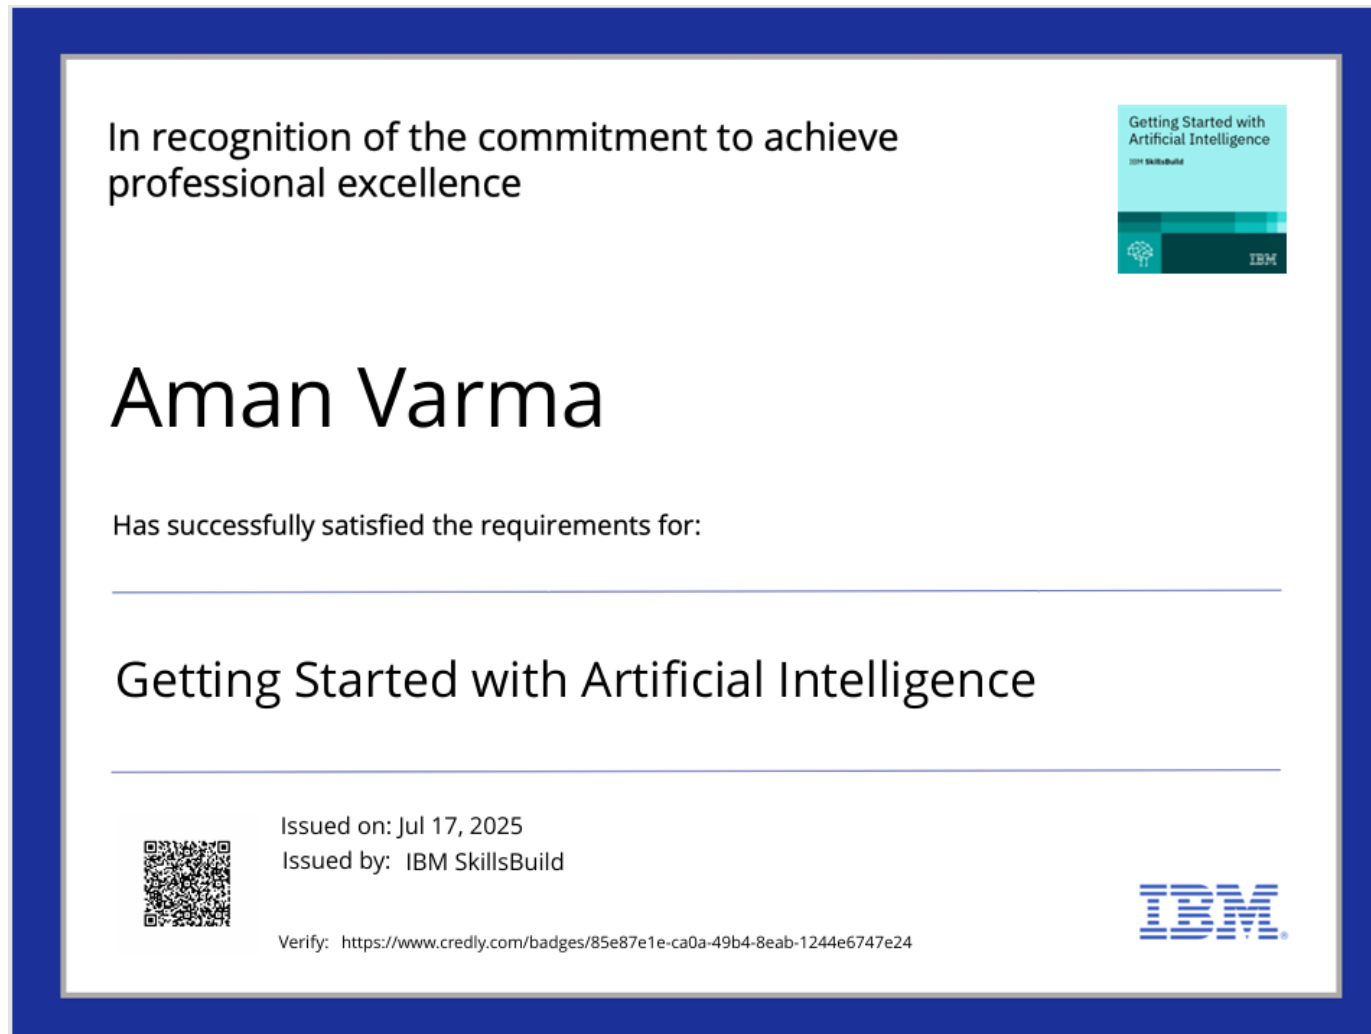 In recognition of the commitment to achieve
professional excellence
Getting Started with
Artificial Intelligence
IBM SkillsBuild
IBM
Aman Varma
Has successfully satisfied the requirements for:
Getting Started with Artificial Intelligence
Issued on: Jul 17, 2025
Issued by: IBM SkillsBuild
Verify: https://www.credly.com/badges/85e87e1e-ca0a-49b4-8eab-1244e6747e24
IBM®